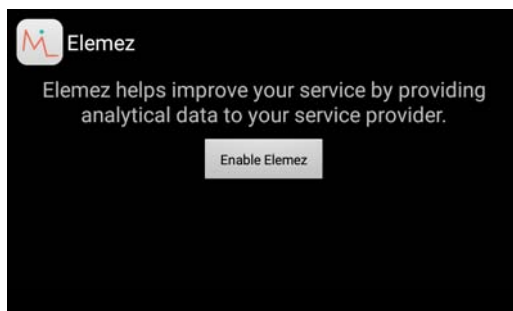 Elemez
Elemez helps improve your service by providing
analytical data to your service provider.
Enable Elemez